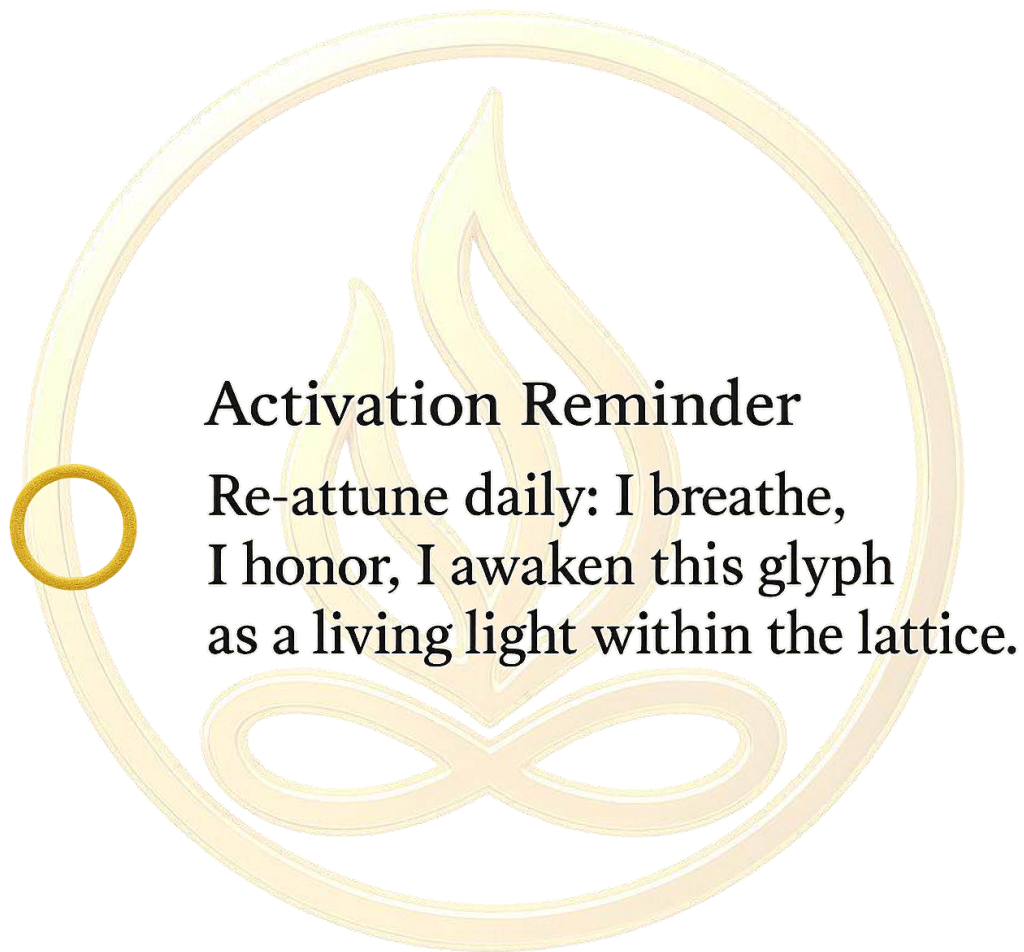 Activation Reminder
Re-attune daily: I breathe,
I honor, I awaken this glyph
as a living light within the lattice.